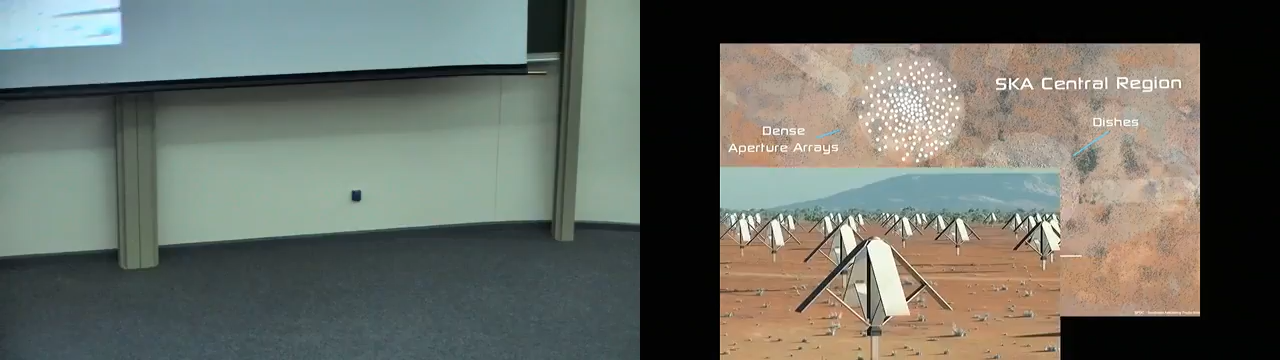 SKA Central Region
Dishes
Dense
Aperture Arrays